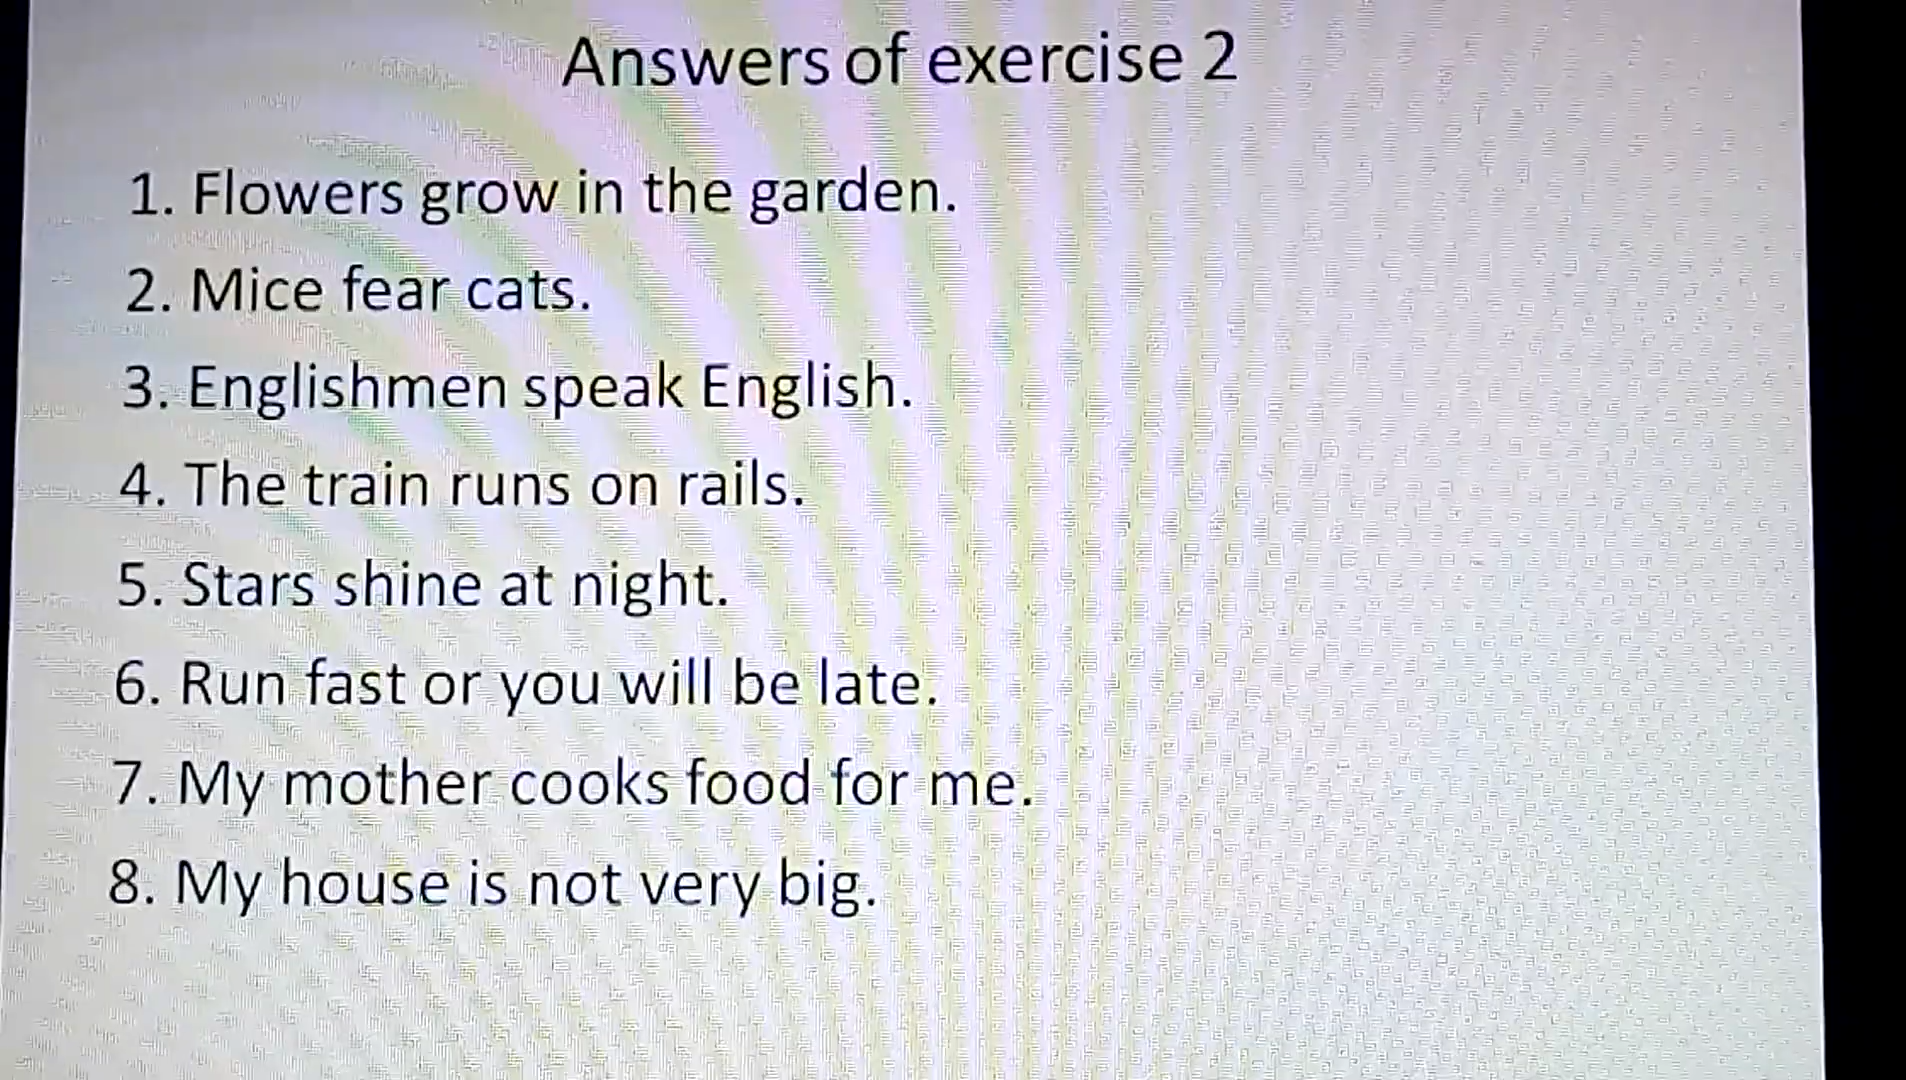 Answers of exercise 2
1. Flowers grow in the garden.
2. Mice fear cats.
3. Englishmen speak English.
4. The train runs on rails.
5. Stars shine at night.
6. Run fast or you will be late.
7. My mother cooks food for me.
8. My house is not very big.